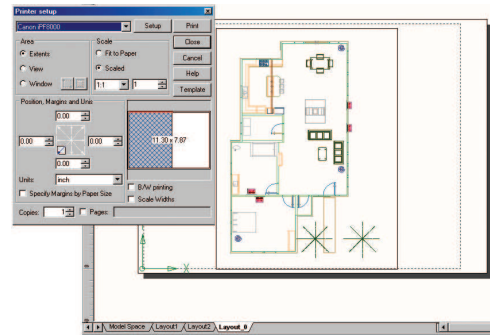 Printer setup
Canon iPF8000
Setup
Print
Area
Scale
Close
Extents
Fit to Paper
Cancel
View
Scaled
Help
Window
1:1
1
Template
Position, Margins and Unis
0.00
0.00
0.00
11.30 x 7.87
0.00
Units:
inch
B/W printing
Specify Margins by Paper Size
Scale Widths
Copies:
1
Pages:
X
Model Space
Layout1
Layout2
Layout_6